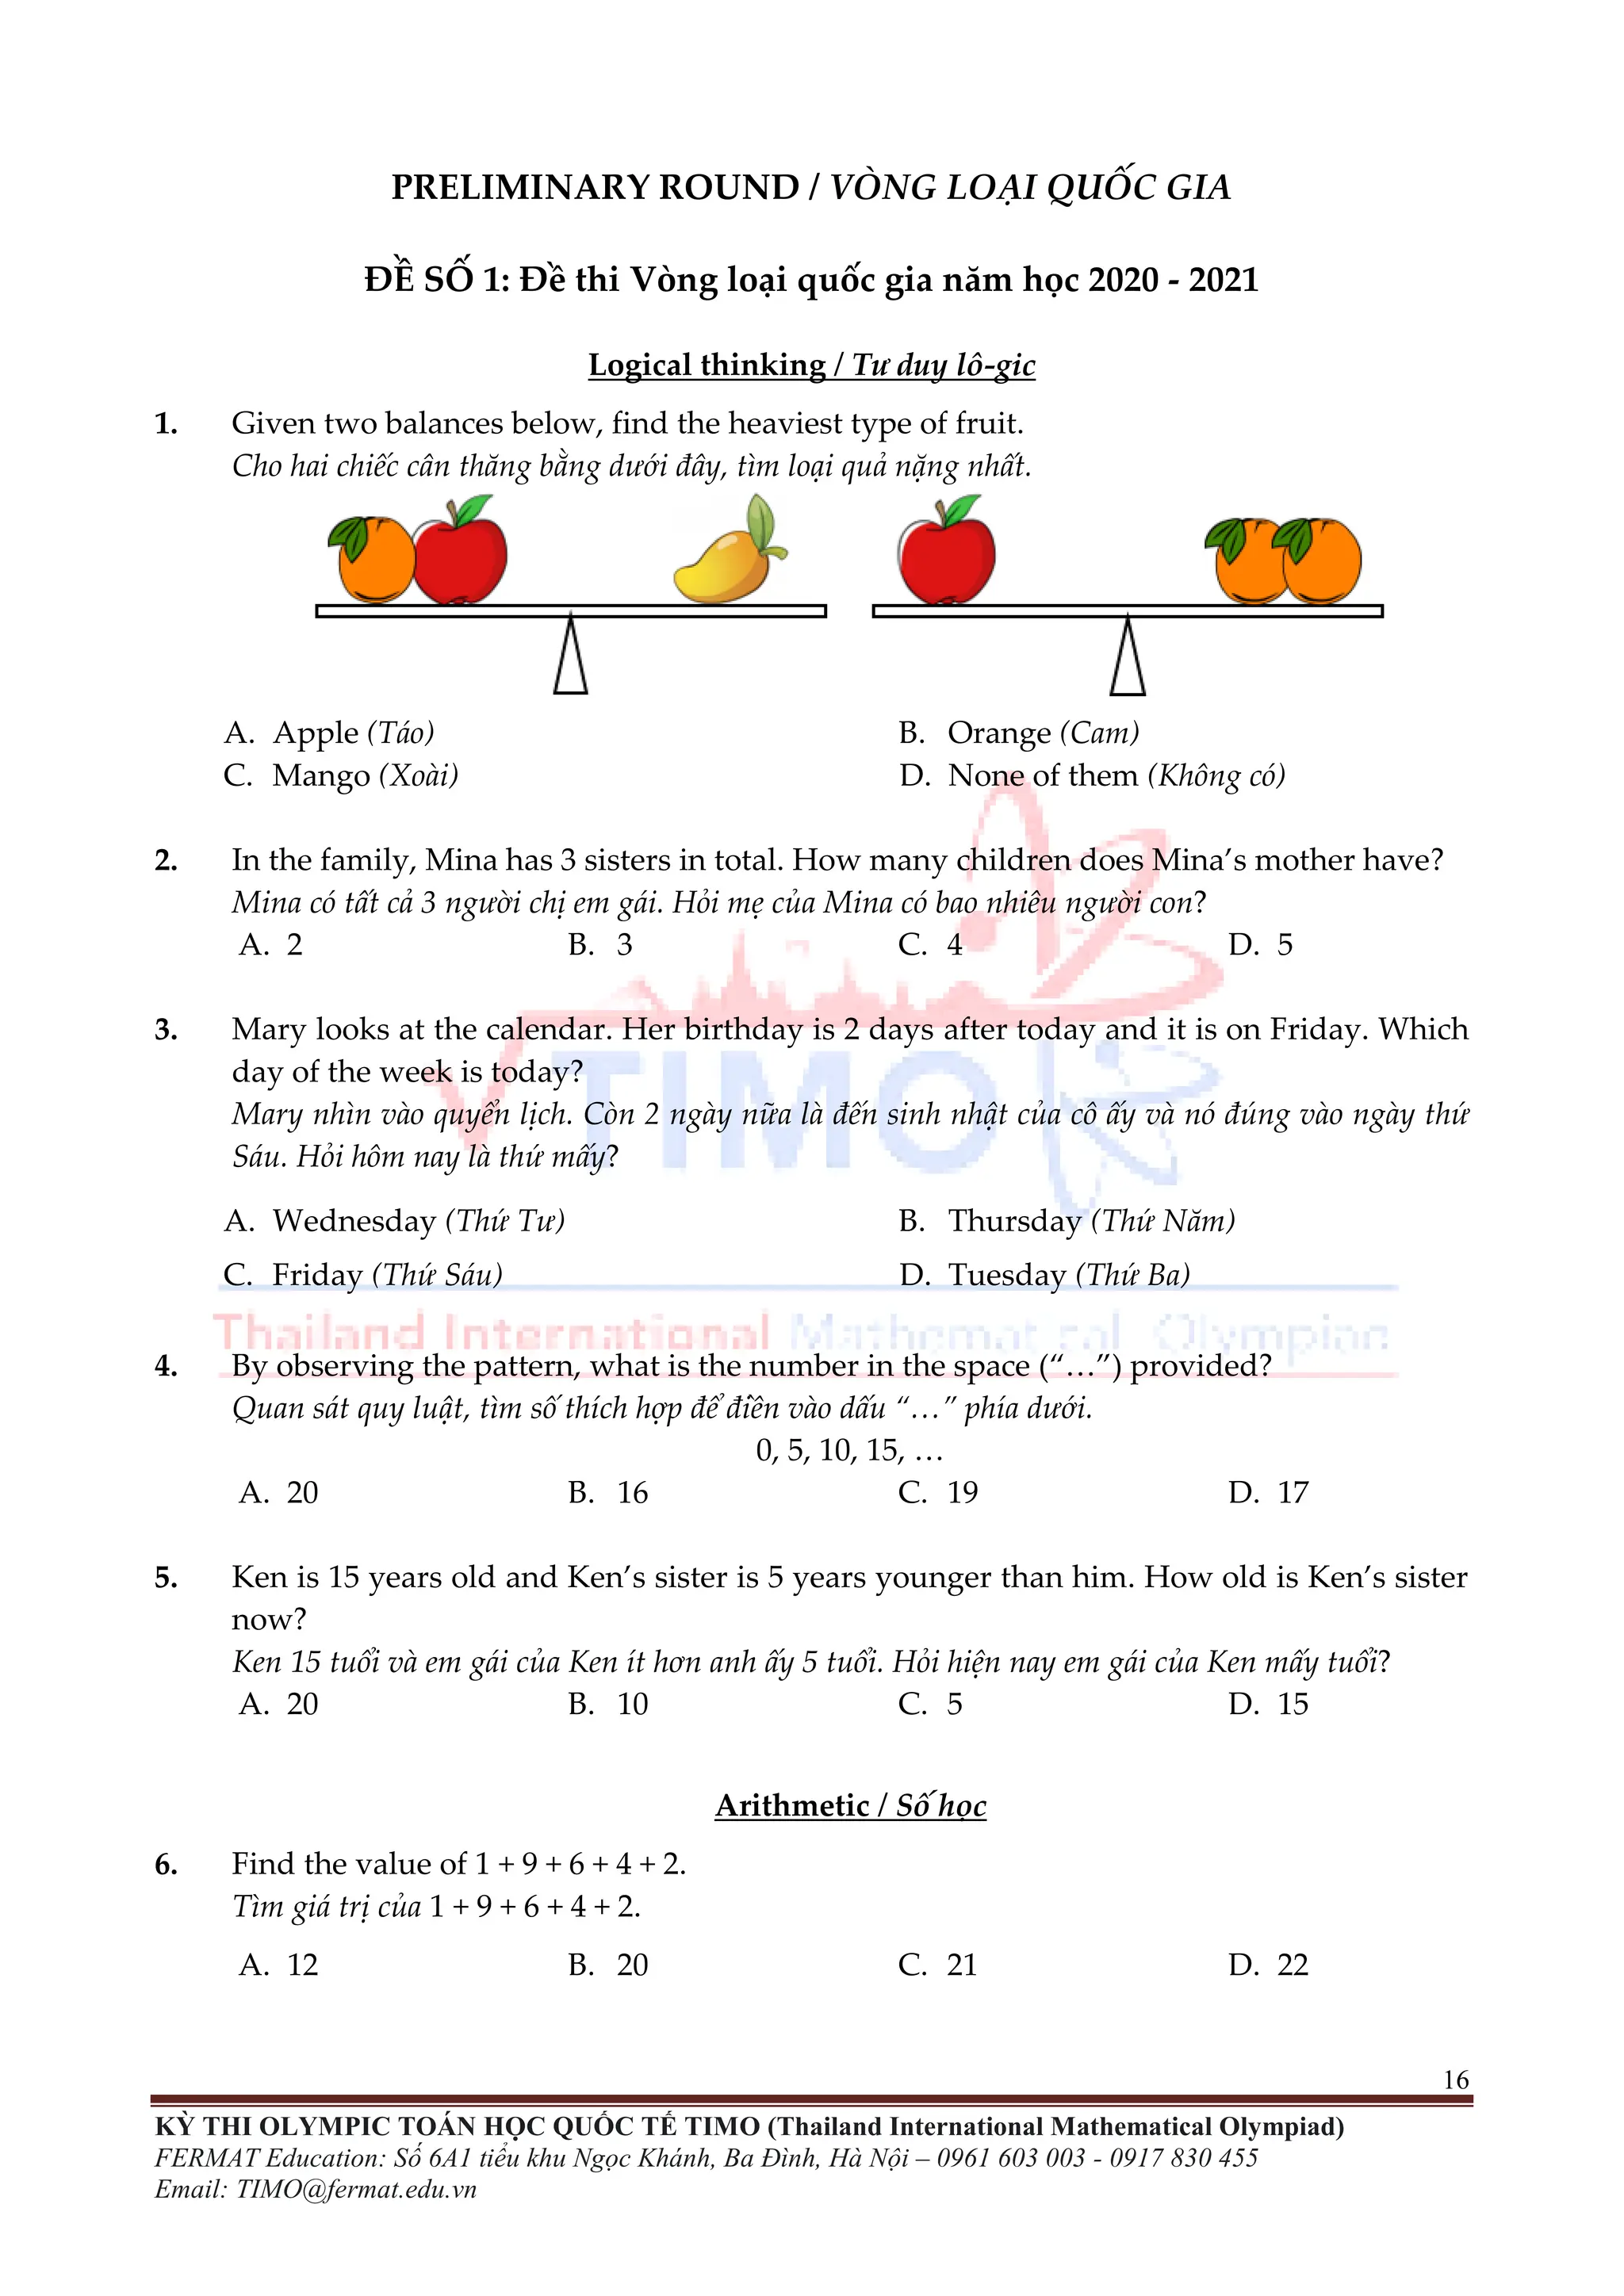 PRELIMINARY ROUND / VÒNG LOẠI QUỐC GIA
ĐỀ SỐ 1: Đề thi Vòng loại quốc gia năm học 2020 - 2021
Logical thinking / Tư duy lô-gic
1. Given two balances below, find the heaviest type of fruit.
Cho hai chiếc cân thăng bằng dưới đây, tìm loại quả nặng nhất.
A. Apple (Táo) B. Orange (Cam)
C. Mango (Xoài) D. None of them (Không có)
2. In the family, Mina has 3 sisters in total. How many children does Mina’s mother have?
Mina có tất cả 3 người chị em gái. Hỏi mẹ của Mina có bao nhiêu người con?
A. 2 B. 3 C. 4 D. 5
3. Mary looks at the calendar. Her birthday is 2 days after today and it is on Friday. Which
day of the week is today?
TIMO
Mary nhìn vào quyển lịch. Còn 2 ngày nữa là đến sinh nhật của cô ấy và nó đúng vào ngày thứ
Sáu. Hỏi hôm nay là thứ mấy?
A. Wednesday (Thứ Tư) B. Thursday (Thứ Năm)
C. Friday (Thứ Sáu) D. Tuesday (Thứ Ba)
Thailand International Mathematical Olympiad
4. By observing the pattern, what is the number in the space (“…”) provided?
Quan sát quy luật, tìm số thích hợp để điền vào dấu “…” phía dưới.
0, 5, 10, 15, …
A. 20 B. 16 C. 19 D. 17
5. Ken is 15 years old and Ken’s sister is 5 years younger than him. How old is Ken’s sister
now?
Ken 15 tuổi và em gái của Ken ít hơn anh ấy 5 tuổi. Hỏi hiện nay em gái của Ken mấy tuổi?
A. 20 B. 10 C. 5 D. 15
Arithmetic / Số học
6. Find the value of 1 + 9 + 6 + 4 + 2.
Tìm giá trị của 1 + 9 + 6 + 4 + 2.
A. 12 B. 20 C. 21 D. 22
16
KỲ THI OLYMPIC TOÁN HỌC QUỐC TẾ TIMO (Thailand International Mathematical Olympiad)
FERMAT Education: Số 6A1 tiểu khu Ngọc Khánh, Ba Đình, Hà Nội – 0961 603 003 - 0917 830 455
Email: TIMO@fermat.edu.vn